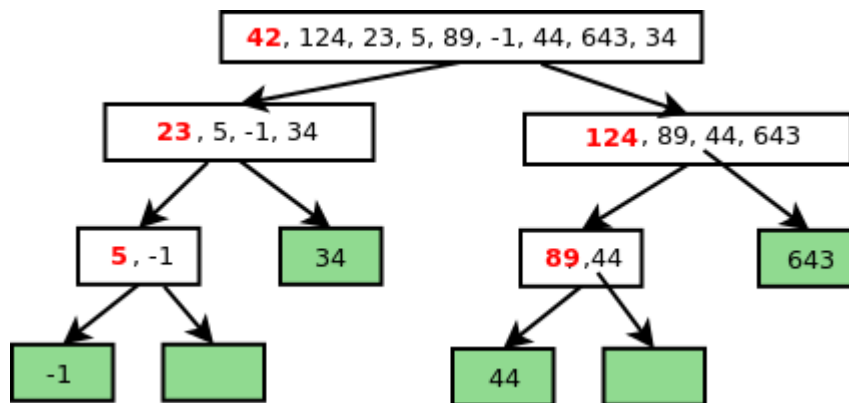 42, 124, 23, 5, 89, -1, 44, 643, 34
23, 5, -1, 34
124, 89, 44, 643
5, -1
34
89,44
643
-1
44